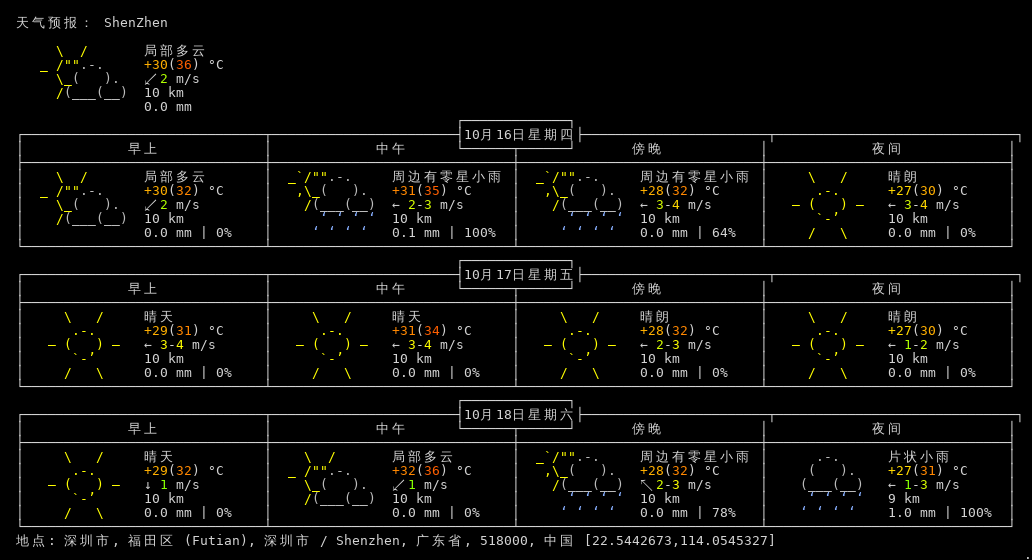 天气预报： ShenZhen
局部多云
+30(36) °C
↙2 m/s
10 km
0.0 mm
10月16日星期四
早上 中午 傍晚 夜间
局部多云 周边有零星小雨 周边有零星小雨 晴朗
+30(32) °C +31(35) °C +28(32) °C +27(30) °C
↙2 m/s ← 2-3 m/s ← 3-4 m/s ← 3-4 m/s
10 km 10 km 10 km 10 km
0.0 mm | 0% 0.1 mm | 100% 0.0 mm | 64% 0.0 mm | 0%
10月17日星期五
早上 中午 傍晚 夜间
晴天 晴天 晴朗 晴朗
+29(31) °C +31(34) °C +28(32) °C +27(30) °C
← 3-4 m/s ← 3-4 m/s ← 2-3 m/s ← 1-2 m/s
10 km 10 km 10 km 10 km
0.0 mm | 0% 0.0 mm | 0% 0.0 mm | 0% 0.0 mm | 0%
10月18日星期六
早上 中午 傍晚 夜间
晴天 局部多云 周边有零星小雨 片状小雨
+29(32) °C +32(36) °C +28(32) °C +27(31) °C
↓ 1 m/s ↙1 m/s ↖2-3 m/s ← 1-3 m/s
10 km 10 km 10 km 9 km
0.0 mm | 0% 0.0 mm | 0% 0.0 mm | 78% 1.0 mm | 100%
地点: 深圳市, 福田区 (Futian), 深圳市 / Shenzhen, 广东省, 518000, 中国 [22.5442673,114.0545327]